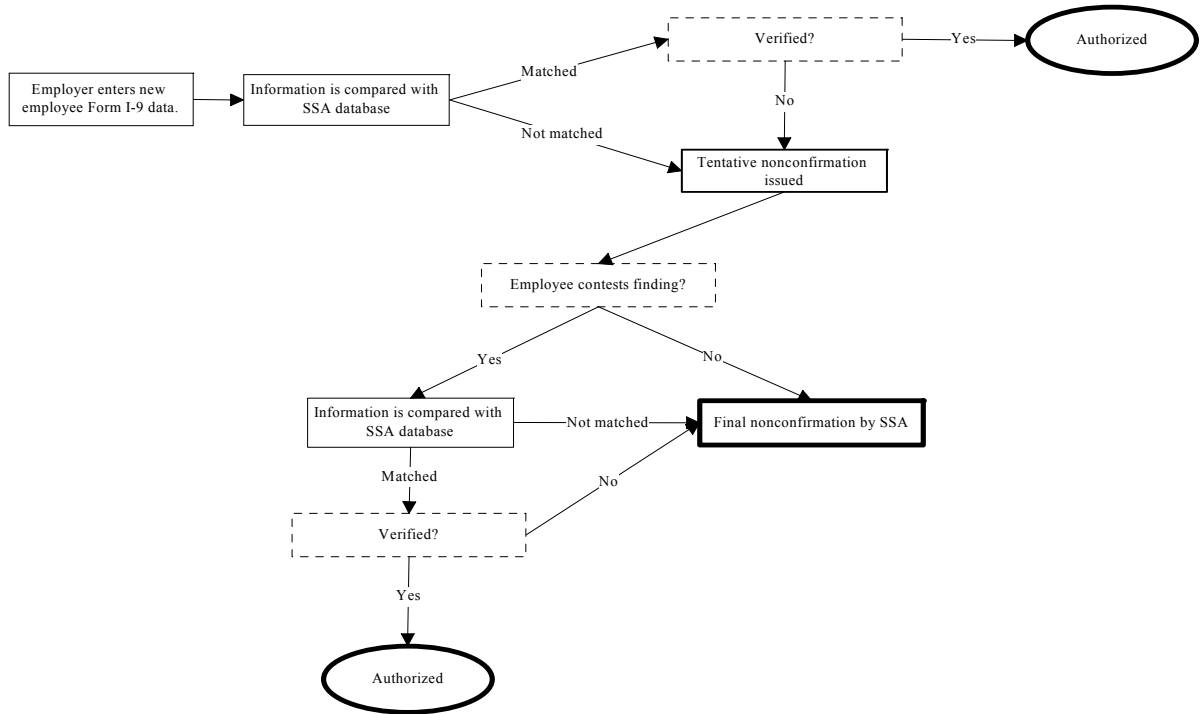 Verified?
Yes
Authorized
Employer enters new
employee Form I-9 data.
Information is compared with
SSA database
Matched
No
Not matched
Tentative nonconfirmation
issued
Employee contests finding?
Yes
No
Information is compared with
SSA database
Not matched
Final nonconfirmation by SSA
Matched
No
Verified?
Yes
Authorized